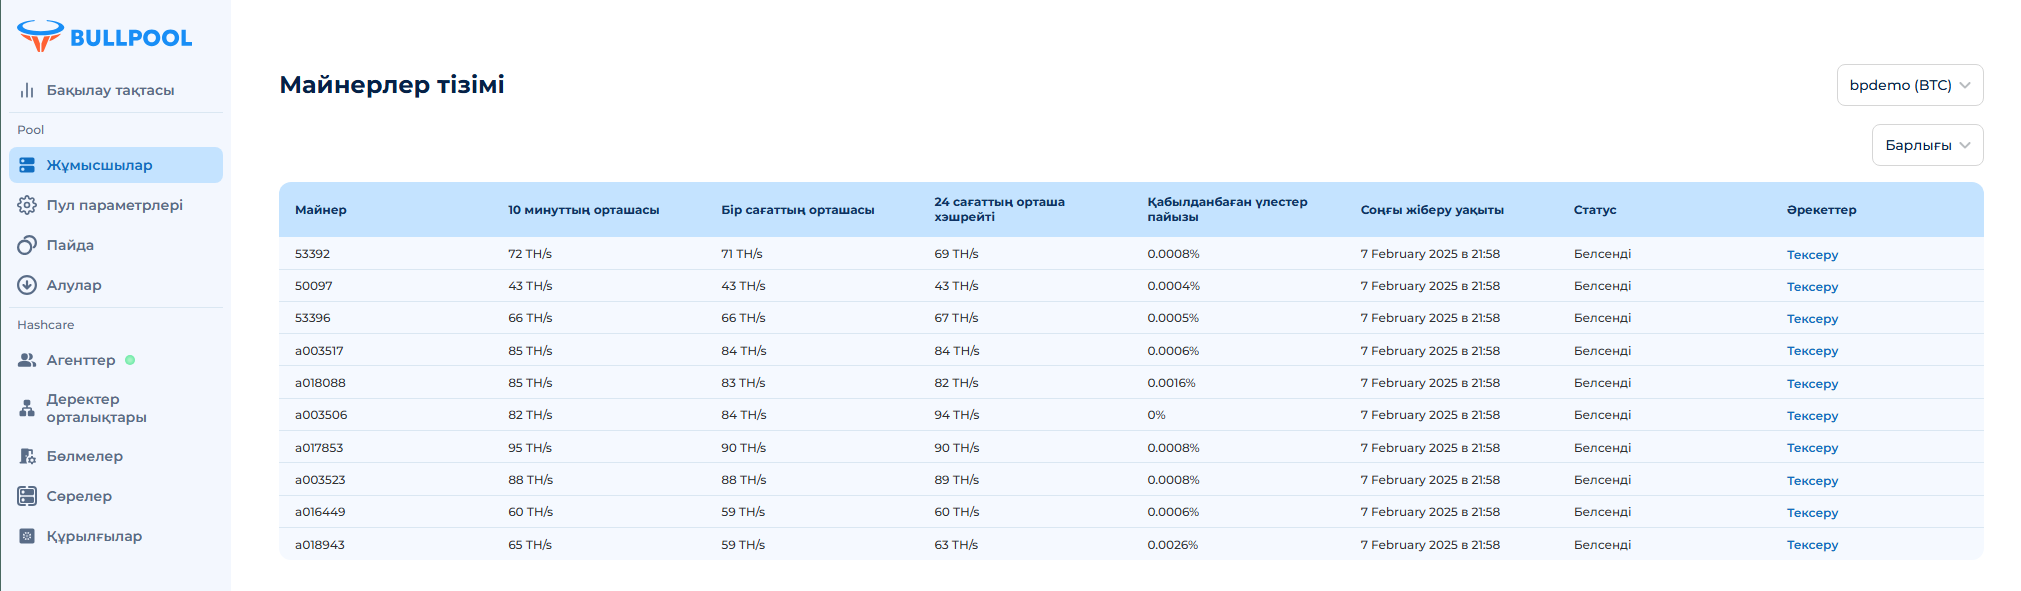 BULLPOOL
Бақылау тақтасы
Pool
Жұмысшылар
Пул параметрлері
Пайда
Алулар
Hashcare
Агенттер
Деректер
орталықтары
Бөлмелер
Сөрелер
Құрылғылар
Майнерлер тізімі
bpdemo (BTC)
Барлығы
Майнер 10 минуттың орташасы Бір сағаттың орташасы 24 сағаттың орташа хэшрейті Қабылданбаған үлестер пайызы Соңғы жіберу уақыты Статус Әрекеттер
53392 72 TH/s 71 TH/s 69 TH/s 0.0008% 7 February 2025 в 21:58 Белсенді Тексеру
50097 43 TH/s 43 TH/s 43 TH/s 0.0004% 7 February 2025 в 21:58 Белсенді Тексеру
53396 66 TH/s 66 TH/s 67 TH/s 0.0005% 7 February 2025 в 21:58 Белсенді Тексеру
a003517 85 TH/s 84 TH/s 84 TH/s 0.0006% 7 February 2025 в 21:58 Белсенді Тексеру
a018088 85 TH/s 83 TH/s 82 TH/s 0.0016% 7 February 2025 в 21:58 Белсенді Тексеру
a003506 82 TH/s 84 TH/s 94 TH/s 0% 7 February 2025 в 21:58 Белсенді Тексеру
a017853 95 TH/s 90 TH/s 90 TH/s 0.0008% 7 February 2025 в 21:58 Белсенді Тексеру
a003523 88 TH/s 88 TH/s 89 TH/s 0.0008% 7 February 2025 в 21:58 Белсенді Тексеру
a016449 60 TH/s 59 TH/s 60 TH/s 0.0006% 7 February 2025 в 21:58 Белсенді Тексеру
a018943 65 TH/s 59 TH/s 63 TH/s 0.0026% 7 February 2025 в 21:58 Белсенді Тексеру